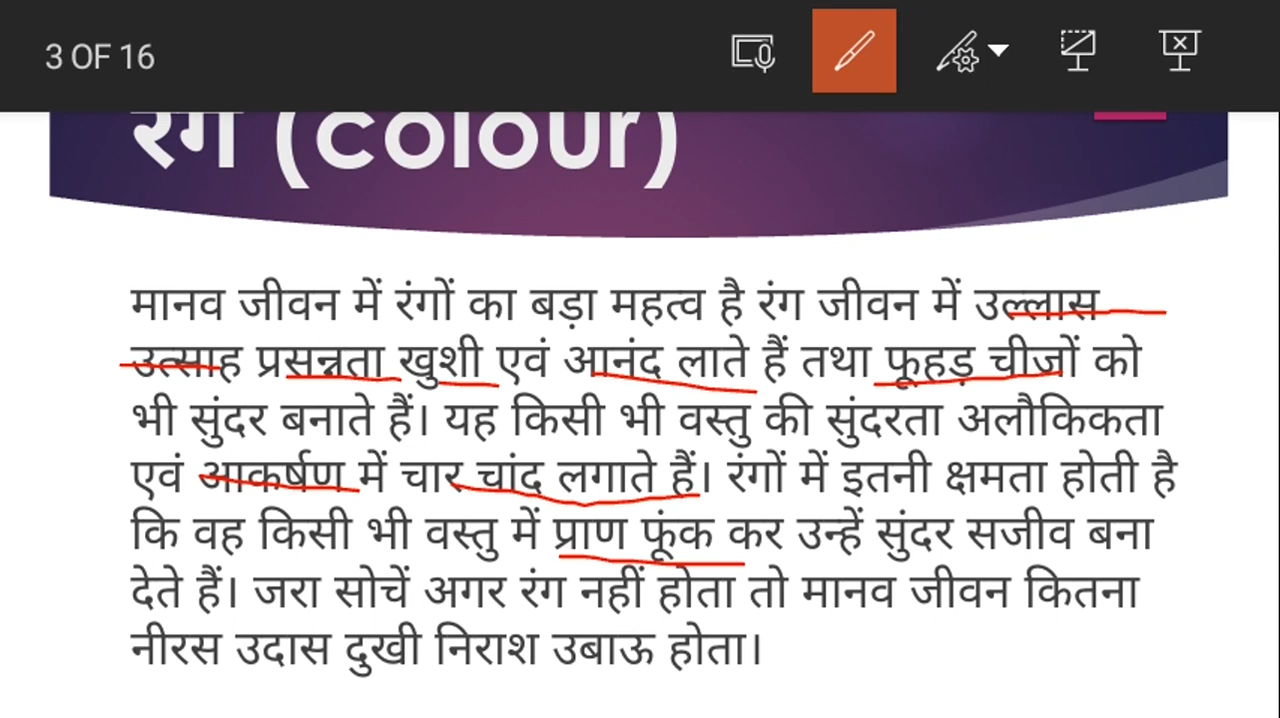 3 OF 16
रंग (colour)
मानव जीवन में रंगों का बड़ा महत्व है रंग जीवन में उल्लास
उत्साह प्रसन्नता खुशी एवं आनंद लाते हैं तथा फूहड़ चीजों को
भी सुंदर बनाते हैं। यह किसी भी वस्तु की सुंदरता अलौकिकता
एवं आकर्षण में चार चांद लगाते हैं। रंगों में इतनी क्षमता होती है
कि वह किसी भी वस्तु में प्राण फूंक कर उन्हें सुंदर सजीव बना
देते हैं। जरा सोचें अगर रंग नहीं होता तो मानव जीवन कितना
नीरस उदास दुखी निराश उबाऊ होता।